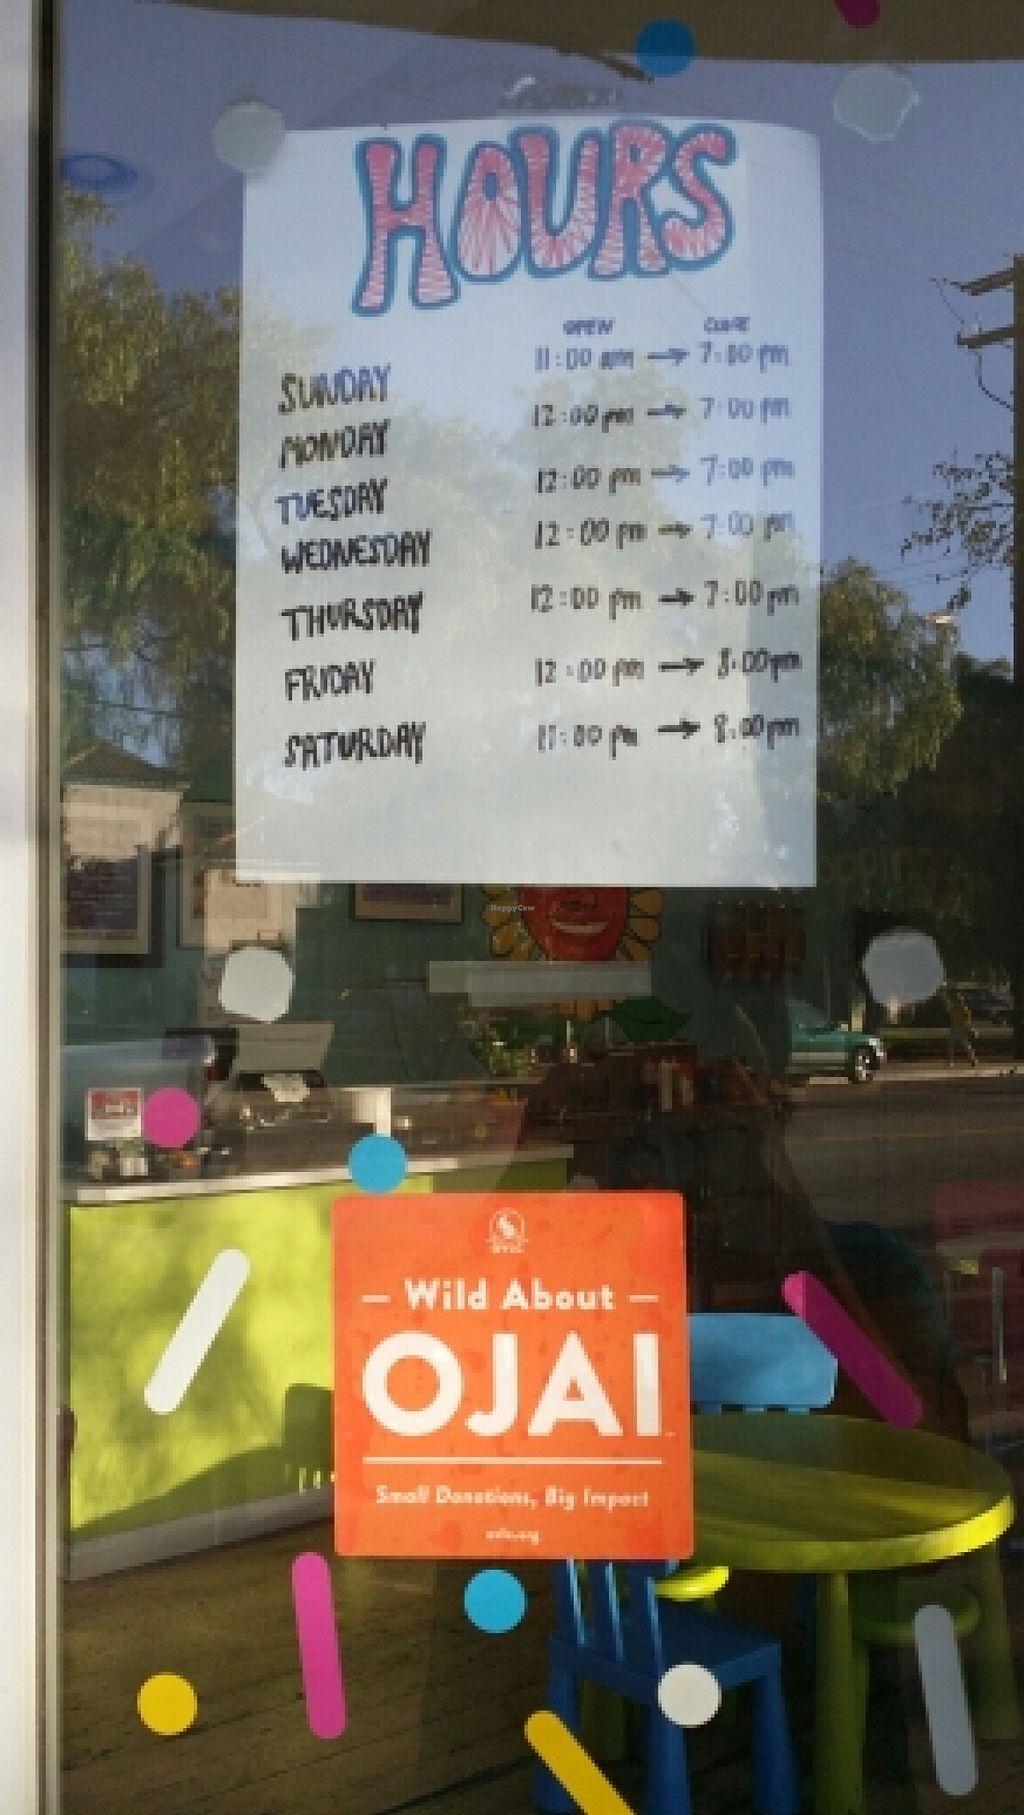 HOURS
OPEN CLOSE
SUNDAY 11:00 am → 7:00 pm
MONDAY 12:00 pm → 7:00 pm
TUESDAY 12:00 pm → 7:00 pm
WEDNESDAY 12:00 pm → 7:00 pm
THURSDAY 12:00 pm → 7:00 pm
FRIDAY 12:00 pm → 8:00 pm
SATURDAY 11:00 pm → 8:00 pm
HappyCow
— Wild About —
OJAI
Small Donations, Big Impact